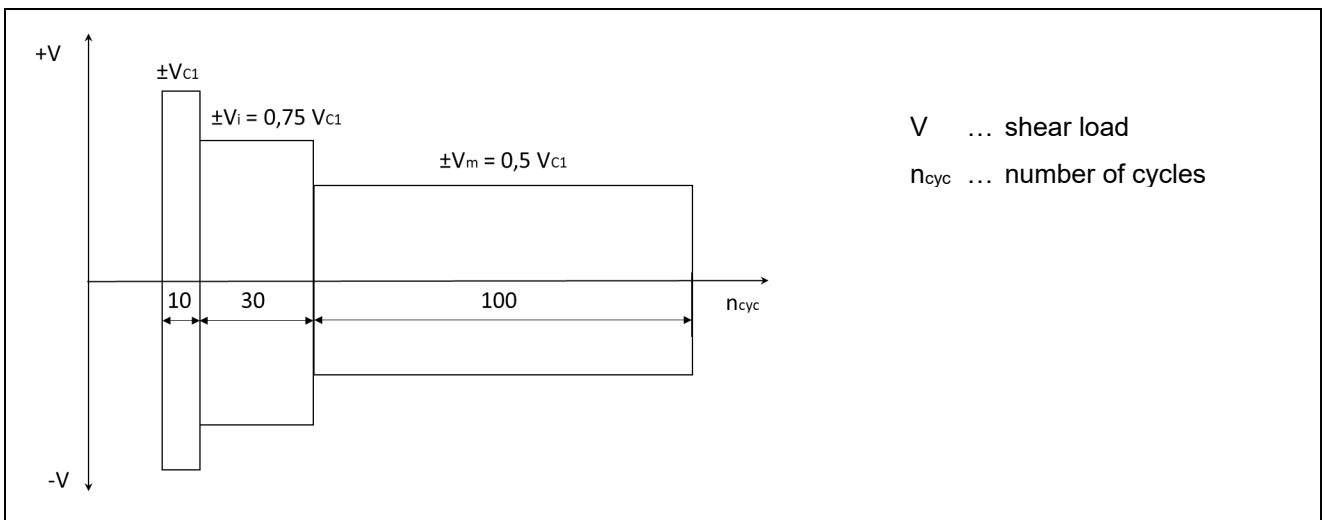 +V
±VC1
±Vi = 0,75 VC1
±Vm = 0,5 VC1
V … shear load
ncyc … number of cycles
10 30 100
ncyc
-V